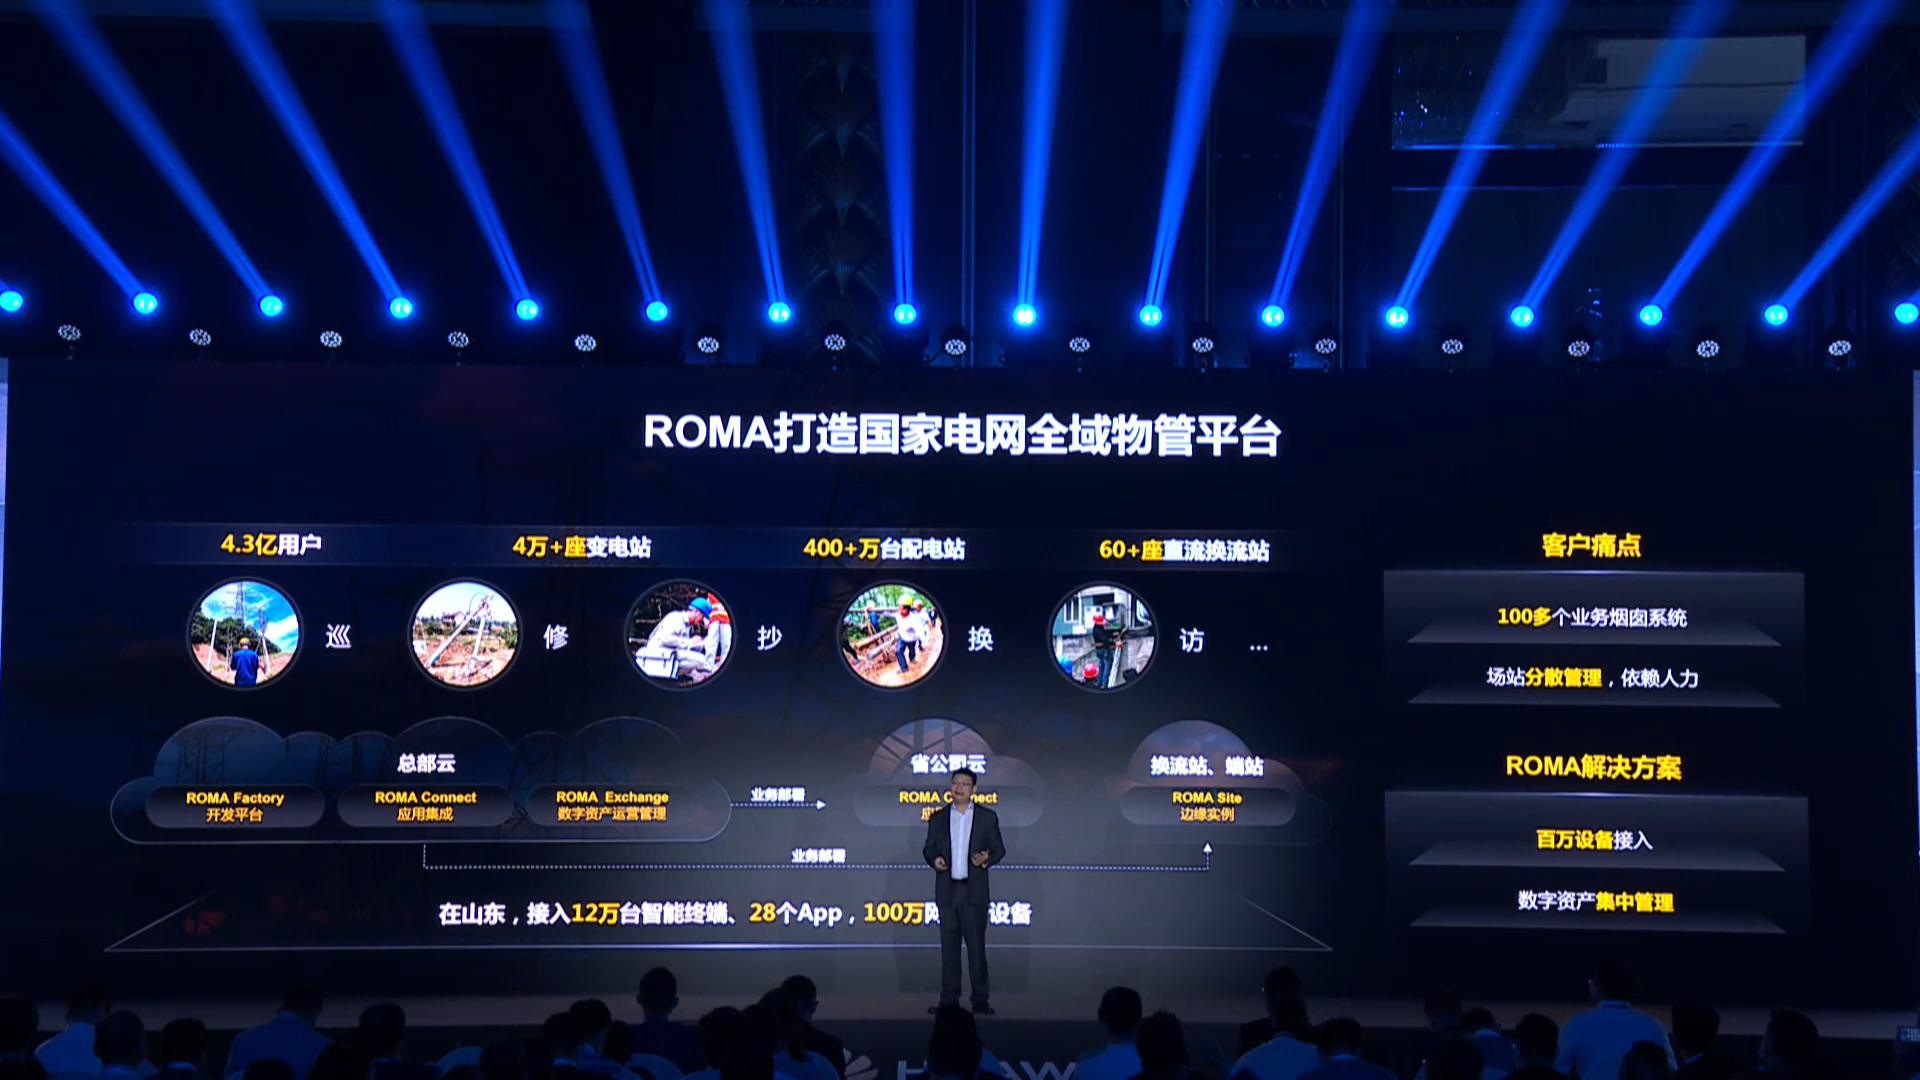 ROMA打造国家电网全域物管平台
4.3亿用户
4万+座变电站
400+万台配电站
60+座直流换流站
巡
修
抄
换
访
...
客户痛点
100多个业务烟囱系统
场站分散管理，依赖人力
总部云
ROMA Factory
开发平台
ROMA Connect
应用集成
ROMA Exchange
数字资产运营管理
业务部署
省公司云
ROMA
换流站、端站
ROMA Site
边缘实例
业务部署
在山东，接入12万台智能终端、28个App，100万 设备
ROMA解决方案
百万设备接入
数字资产集中管理